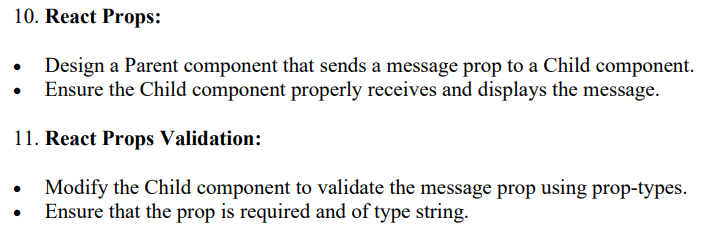 10. React Props:
• Design a Parent component that sends a message prop to a Child component.
• Ensure the Child component properly receives and displays the message.
11. React Props Validation:
• Modify the Child component to validate the message prop using prop-types.
• Ensure that the prop is required and of type string.